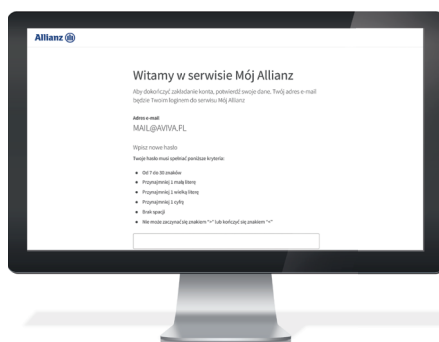 Allianz
Witamy w serwisie Mój Allianz
Aby dokończyć zakładanie konta, potwierdź swoje dane. Twój adres e-mail
będzie Twoim loginem do serwisu Mój Allianz
Adres e-mail
MAIL@AVIVA.FL
Wpisz nowe hasło
Twoje hasło musi spełniać poniższe kryteria:
Od 7 do 30 znaków
Przynajmniej 1 małą literę
Przynajmniej 1 wielką literę
Przynajmniej 1 cyfrę
Brak spacji
Nie może zaczynać się znakiem "<" lub kończyć się znakiem ">"